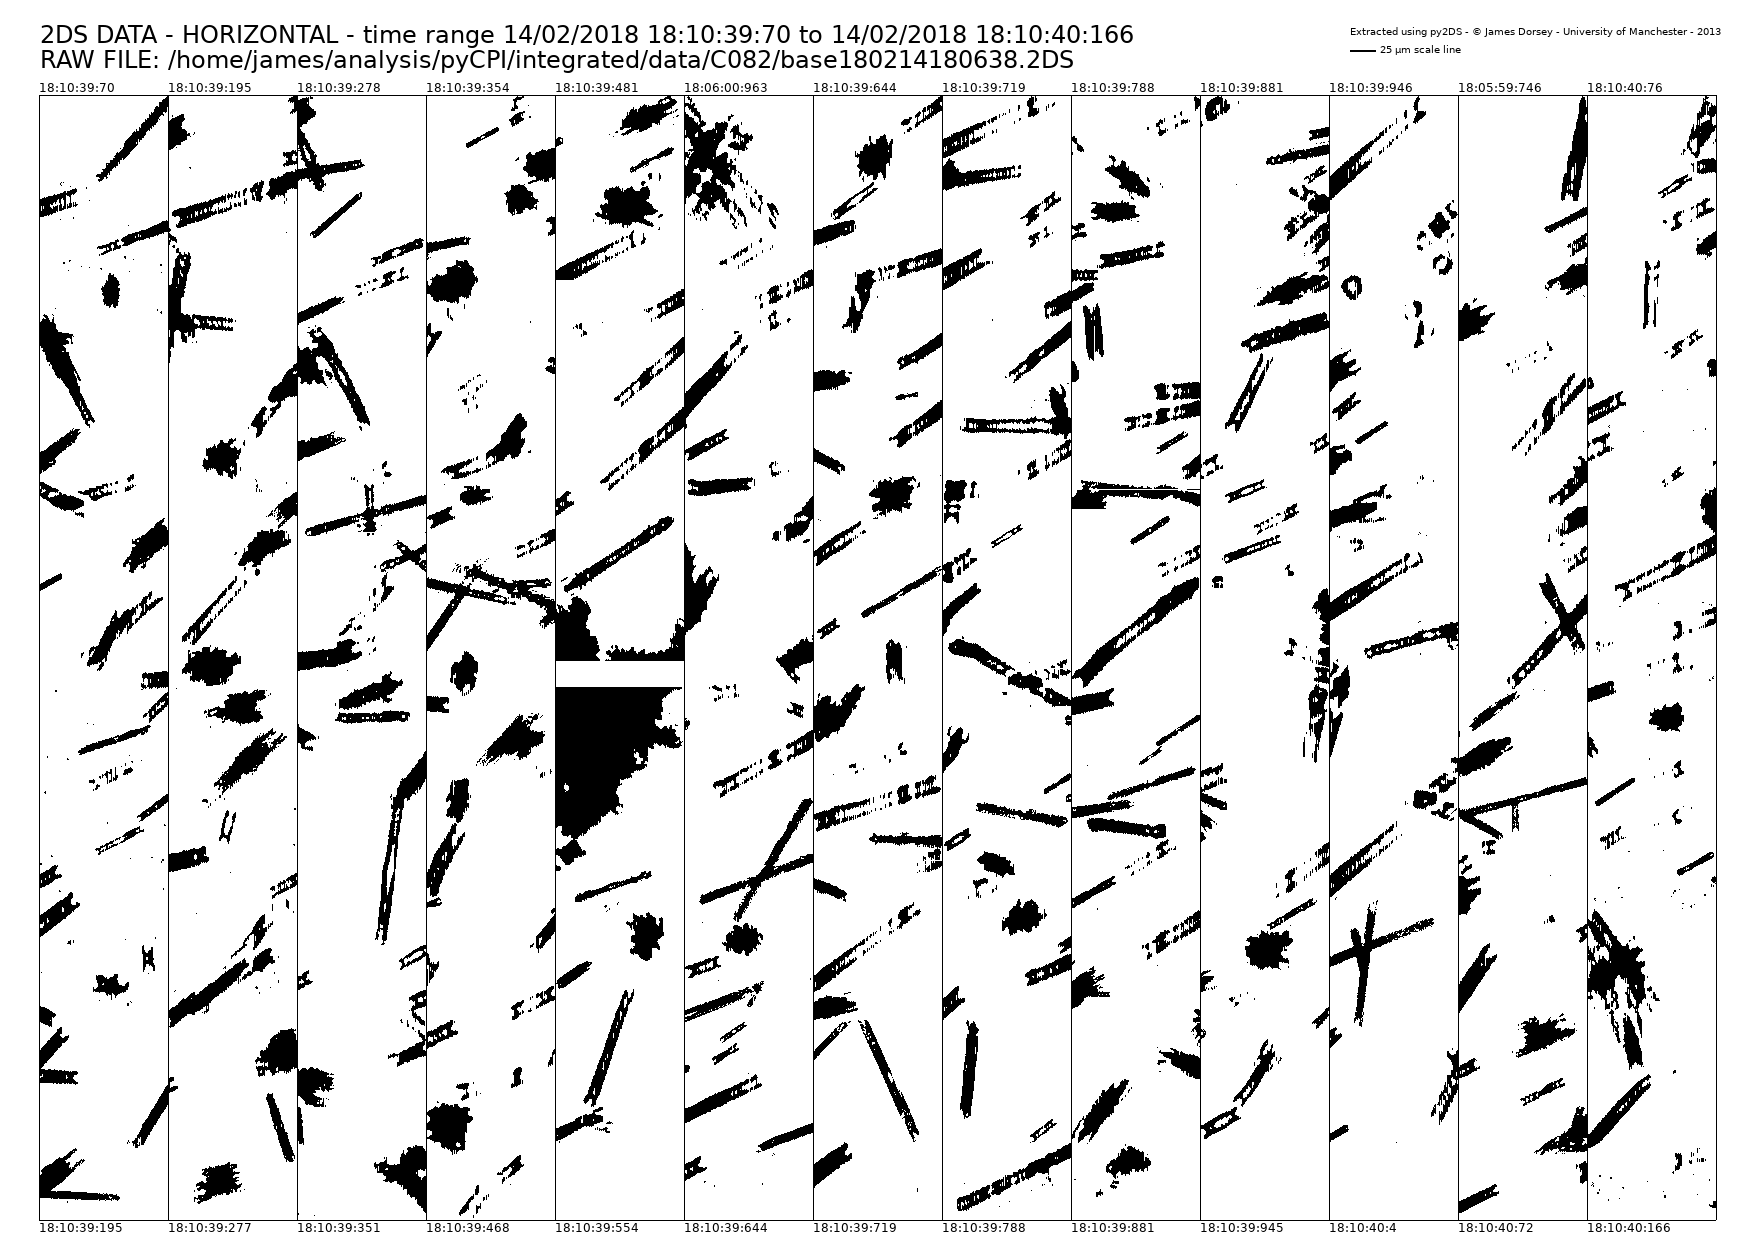 2DS DATA - HORIZONTAL - time range 14/02/2018 18:10:39:70 to 14/02/2018 18:10:40:166
RAW FILE: /home/james/analysis/pyCPI/integrated/data/C082/base180214180638.2DS
Extracted using py2DS - © James Dorsey - University of Manchester - 2013
25 µm scale line
18:10:39:70 18:10:39:195 18:10:39:278 18:10:39:354 18:10:39:481 18:06:00:963 18:10:39:644 18:10:39:719 18:10:39:788 18:10:39:881 18:10:39:946 18:05:59:746 18:10:40:76
18:10:39:195 18:10:39:277 18:10:39:351 18:10:39:468 18:10:39:554 18:10:39:644 18:10:39:719 18:10:39:788 18:10:39:881 18:10:39:945 18:10:40:4 18:10:40:72 18:10:40:166